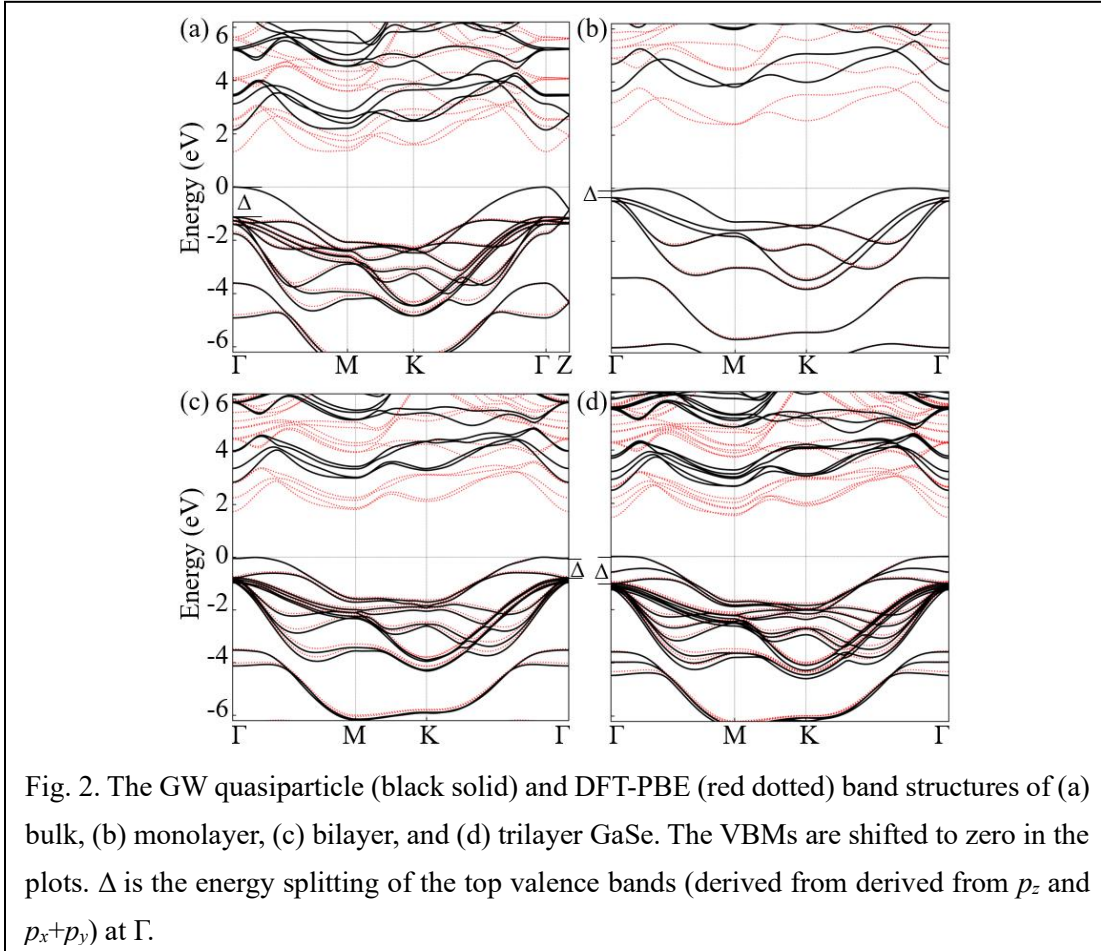 (a)
(b)
Energy (eV)
6
4
2
0
-2
-4
-6
Δ
Δ
Γ M K Γ Z
Γ M K Γ
(c)
(d)
Energy (eV)
6
4
2
0
-2
-4
-6
Δ
Δ
Γ M K Γ
Γ M K Γ
Fig. 2. The GW quasiparticle (black solid) and DFT-PBE (red dotted) band structures of (a)
bulk, (b) monolayer, (c) bilayer, and (d) trilayer GaSe. The VBMs are shifted to zero in the
plots. Δ is the energy splitting of the top valence bands (derived from derived from pz and
px+py) at Γ.